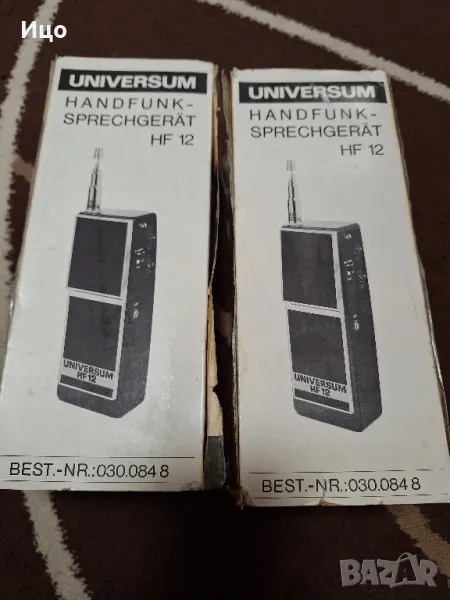 Ицо
UNIVERSUM
HANDFUNK-
SPRECHGERÄT
HF 12
UNIVERSUM
HF 12
BEST.-NR.:030.084 8
UNIVERSUM
HANDFUNK-
SPRECHGERÄT
HF 12
UNIVERSUM
HF 12
BEST.-NR.:030.084 8
BAZAR